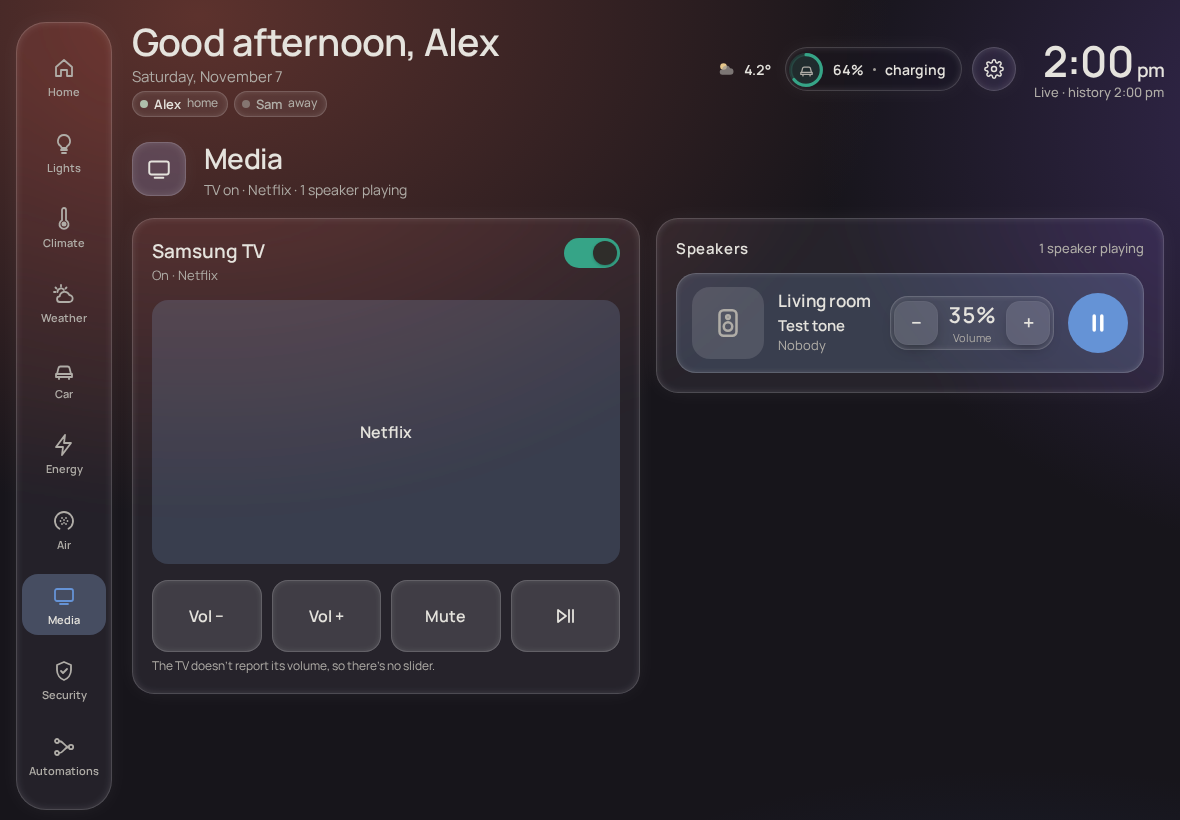 Good afternoon, Alex
Saturday, November 7
Alex home Sam away
4.2° 64% · charging
2:00 pm
Live · history 2:00 pm
Home
Lights
Climate
Weather
Car
Energy
Air
Media
Security
Automations
Media
TV on · Netflix · 1 speaker playing
Samsung TV
On · Netflix
Netflix
Vol − Vol + Mute
The TV doesn't report its volume, so there's no slider.
Speakers 1 speaker playing
Living room
Test tone
Nobody
− 35% +
Volume